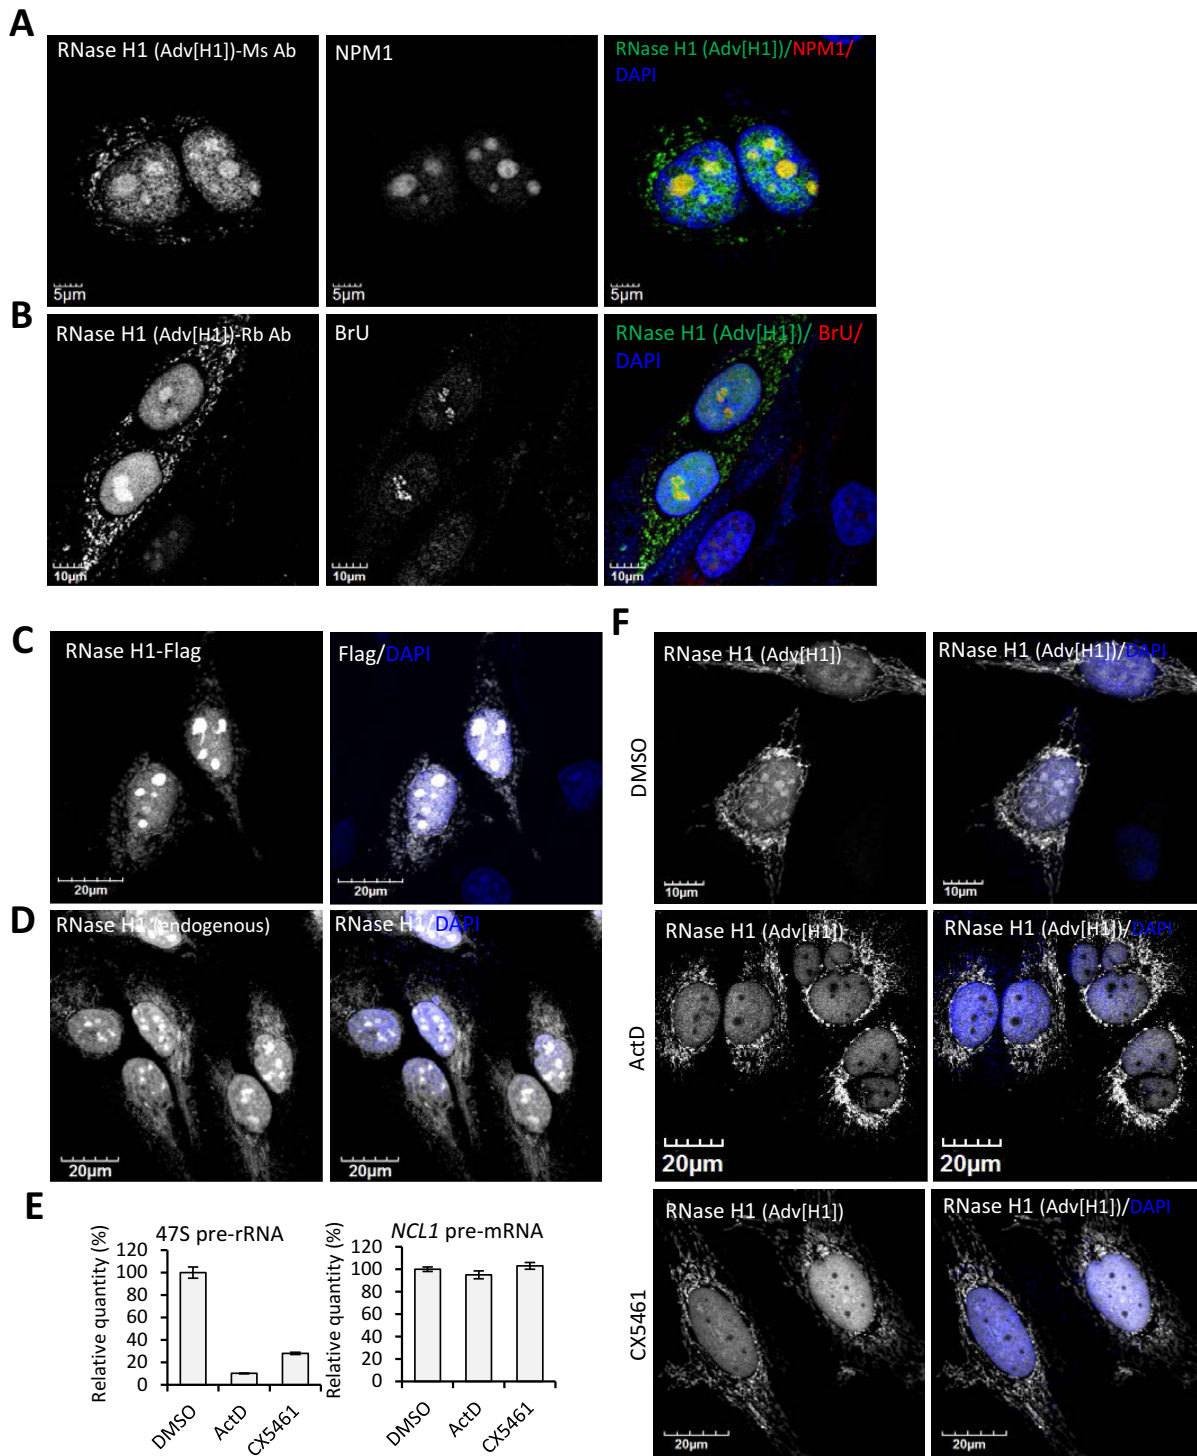 A
RNase H1 (Adv[H1])-Ms Ab
NPM1
RNase H1 (Adv[H1])/NPM1/
DAPI
5µm
5µm
5µm
B
RNase H1 (Adv[H1])-Rb Ab
BrU
RNase H1 (Adv[H1])/ BrU/
DAPI
10µm
10µm
10µm
C
RNase H1-Flag
Flag/DAPI
20µm
20µm
D
RNase H1 (endogenous)
RNase H1/DAPI
20µm
20µm
E
47S pre-rRNA
Relative quantity (%)
120
100
80
60
40
20
0
DMSO
ActD
CX5461
NCL1 pre-mRNA
Relative quantity (%)
120
100
80
60
40
20
0
DMSO
ActD
CX5461
F
DMSO
RNase H1 (Adv[H1])
RNase H1 (Adv[H1])/DAPI
10µm
10µm
ActD
RNase H1 (Adv[H1])
RNase H1 (Adv[H1])/DAPI
20µm
20µm
CX5461
RNase H1 (Adv[H1])
RNase H1 (Adv[H1])/DAPI
20µm
20µm